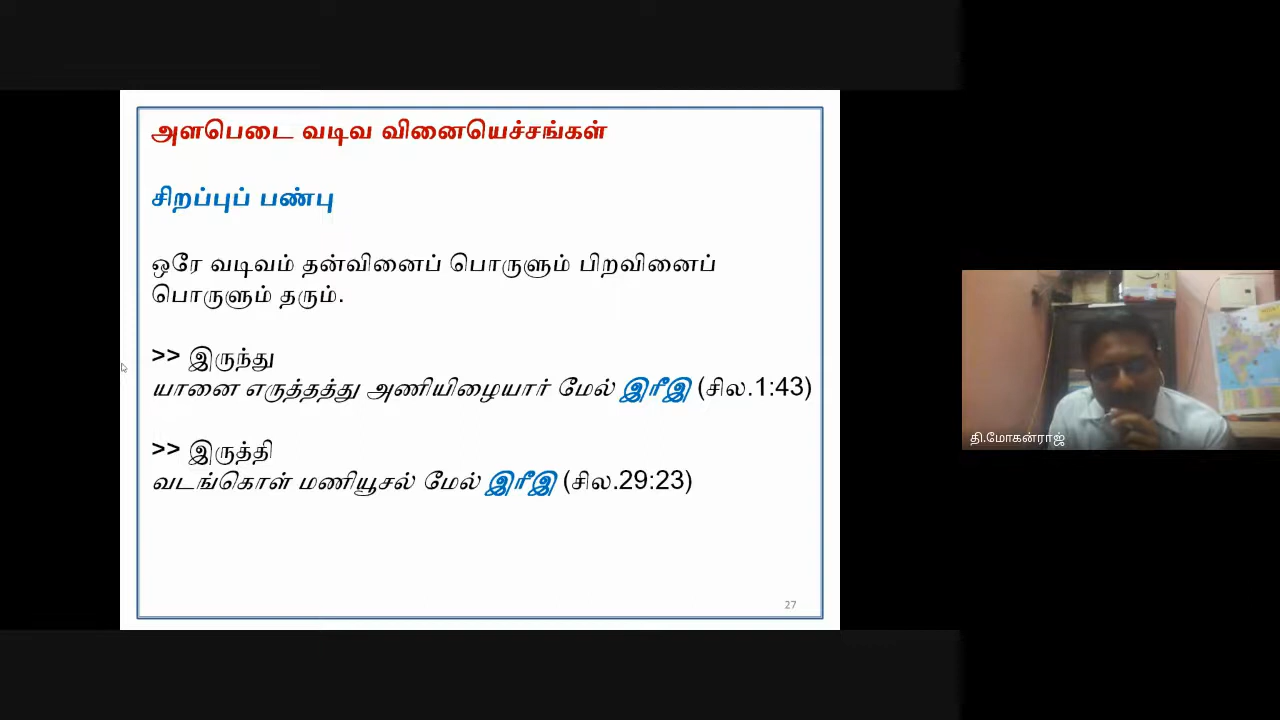 அளபெடை வடிவ வினையெச்சங்கள்
சிறப்புப் பண்பு
ஒரே வடிவம் தன்வினைப் பொருளும் பிறவினைப்
பொருளும் தரும்.
>> இருந்து
யானை எருத்தத்து அணியிழையார் மேல் இரீஇ (சில.1:43)
>> இருத்தி
வடங்கொள் மணியூசல் மேல் இரீஇ (சில.29:23)
27
தி.மோகன்ராஜ்